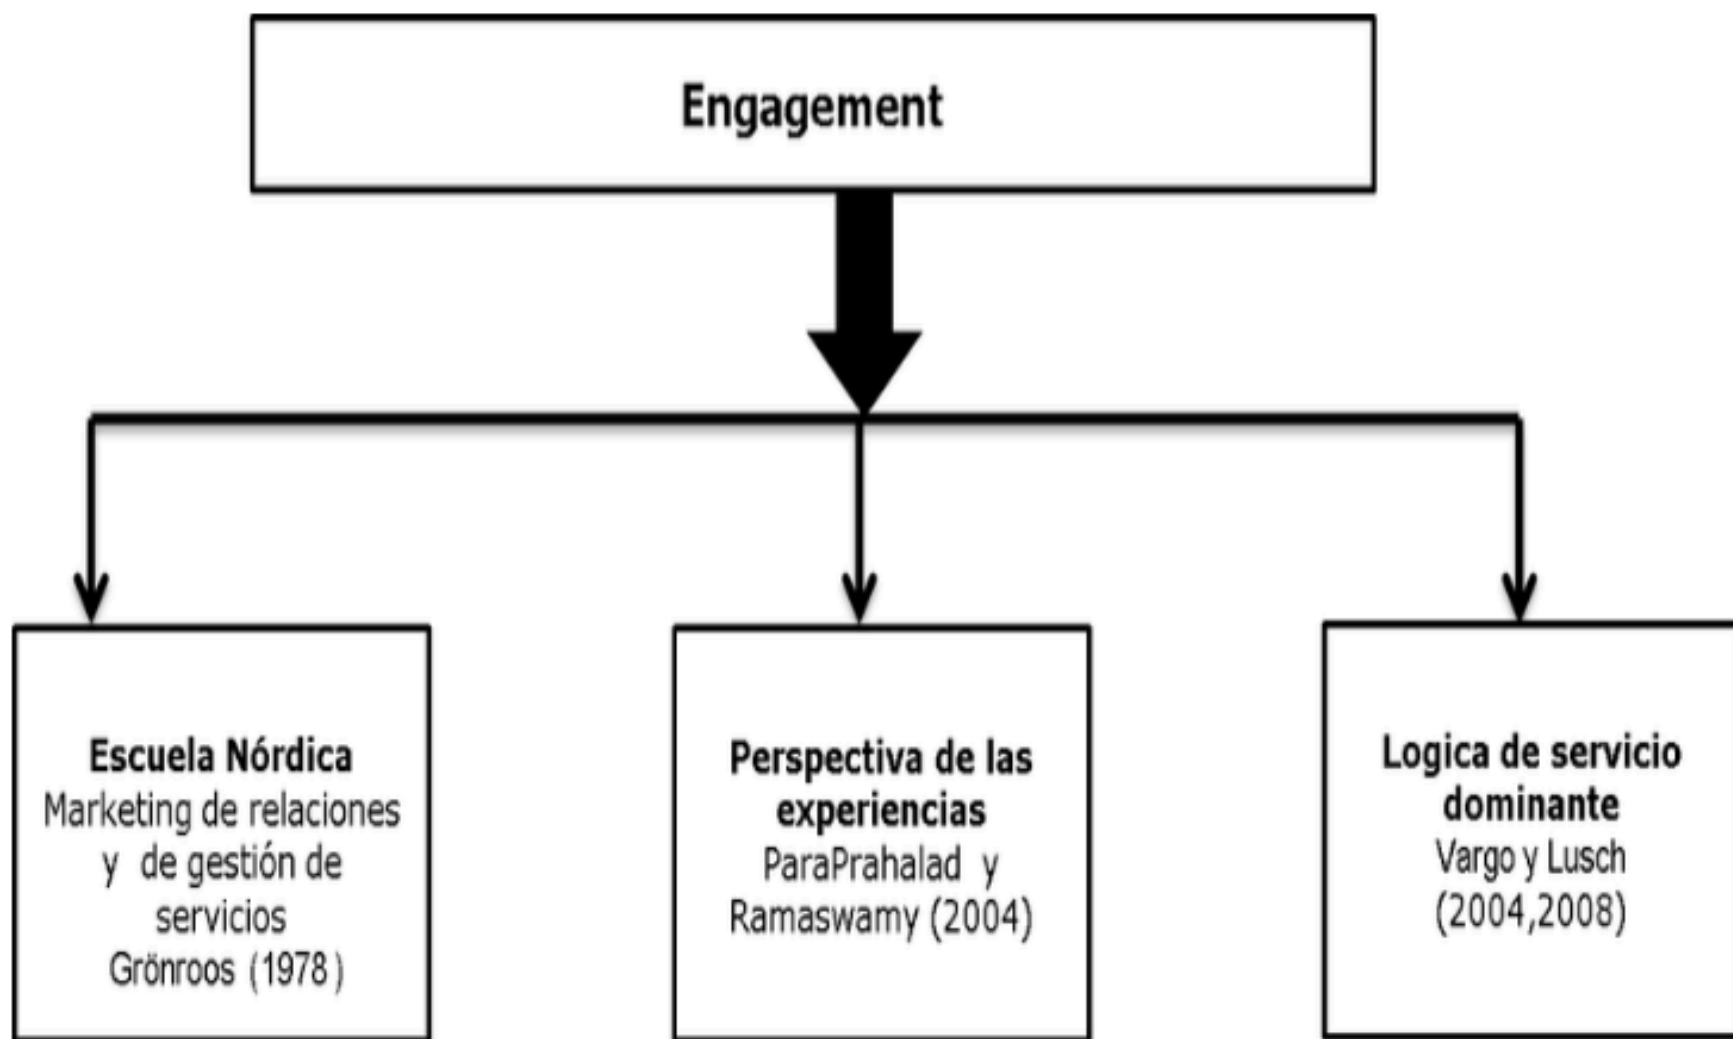 Engagement
Escuela Nórdica
Marketing de relaciones
y de gestión de
servicios
Grönroos (1978)
Perspectiva de las
experiencias
ParaPrahalad y
Ramaswamy (2004)
Logica de servicio
dominante
Vargo y Lusch
(2004,2008)